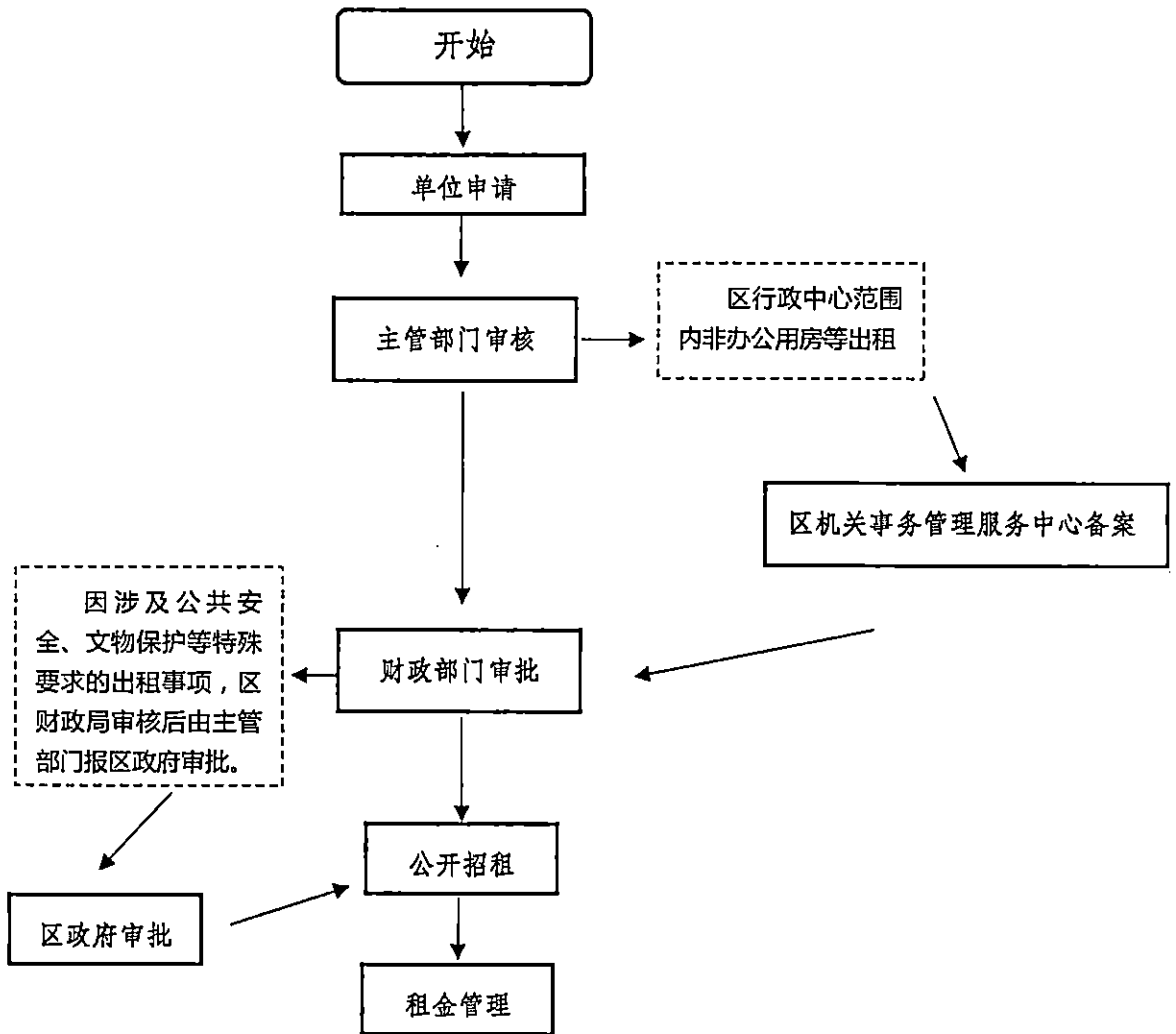 开始
单位申请
主管部门审核
区行政中心范围
内非办公用房等出租
区机关事务管理服务中心备案
因涉及公共安
全、文物保护等特殊
要求的出租事项，区
财政局审核后由主管
部门报区政府审批。
财政部门审批
公开招租
区政府审批
租金管理